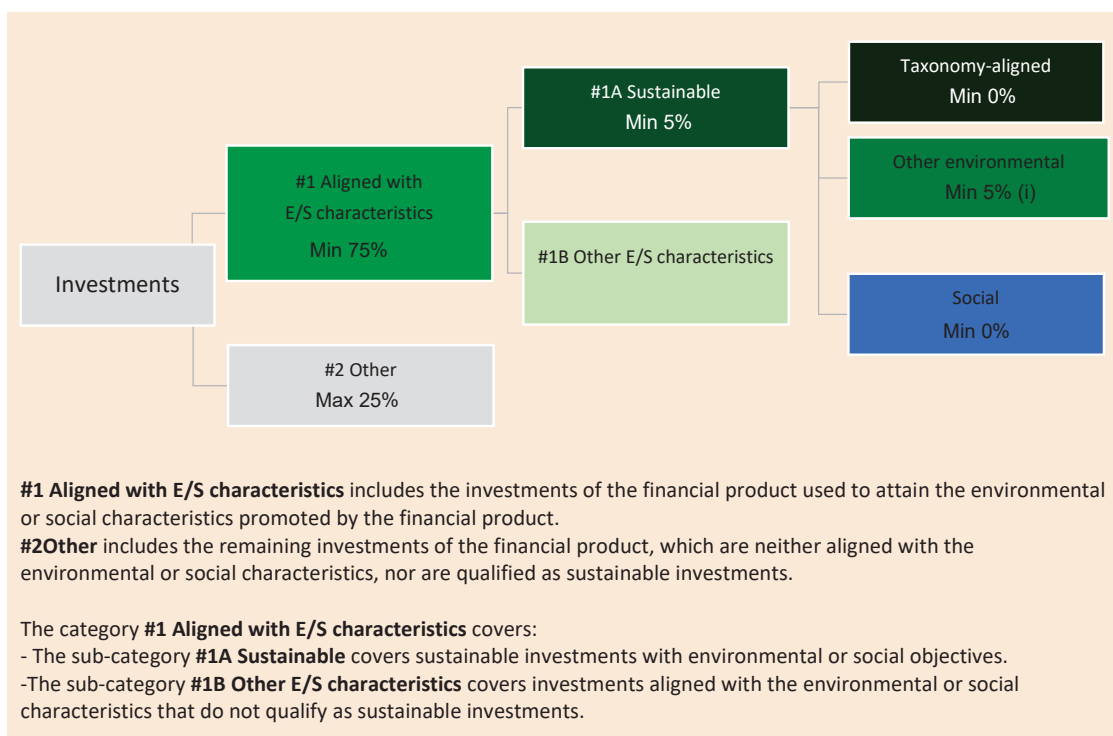 Investments
#1 Aligned with
E/S characteristics
Min 75%
#2 Other
Max 25%
#1A Sustainable
Min 5%
#1B Other E/S characteristics
Taxonomy-aligned
Min 0%
Other environmental
Min 5% (i)
Social
Min 0%
#1 Aligned with E/S characteristics includes the investments of the financial product used to attain the environmental
or social characteristics promoted by the financial product.
#2Other includes the remaining investments of the financial product, which are neither aligned with the
environmental or social characteristics, nor are qualified as sustainable investments.
The category #1 Aligned with E/S characteristics covers:
- The sub-category #1A Sustainable covers sustainable investments with environmental or social objectives.
-The sub-category #1B Other E/S characteristics covers investments aligned with the environmental or social
characteristics that do not qualify as sustainable investments.